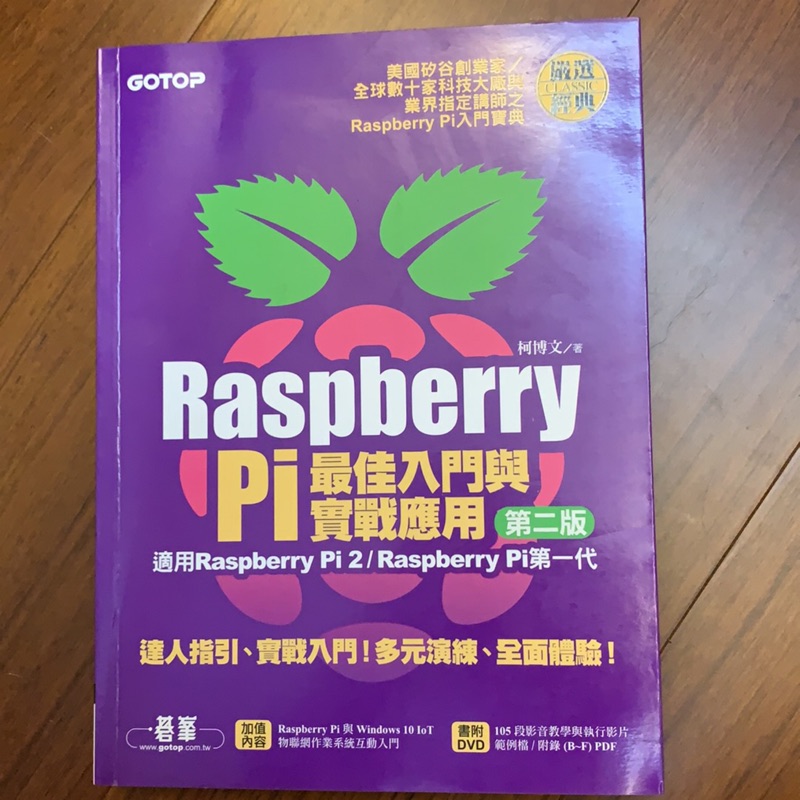 GOTOP
美國矽谷創業家／
全球數十家科技大廠與
業界指定講師之
Raspberry Pi入門寶典
嚴選
CLASSIC
經典
柯博文／著
Raspberry
Pi 最佳入門與
實戰應用 第二版
適用Raspberry Pi 2/Raspberry Pi第一代
達人指引、實戰入門！多元演練、全面體驗！
碁峯
www.gotop.com.tw
加值
內容
Raspberry Pi 與 Windows 10 IoT
物聯網作業系統互動入門
書附
DVD
105 段影音教學與執行影片
範例檔 / 附錄 (B~F) PDF